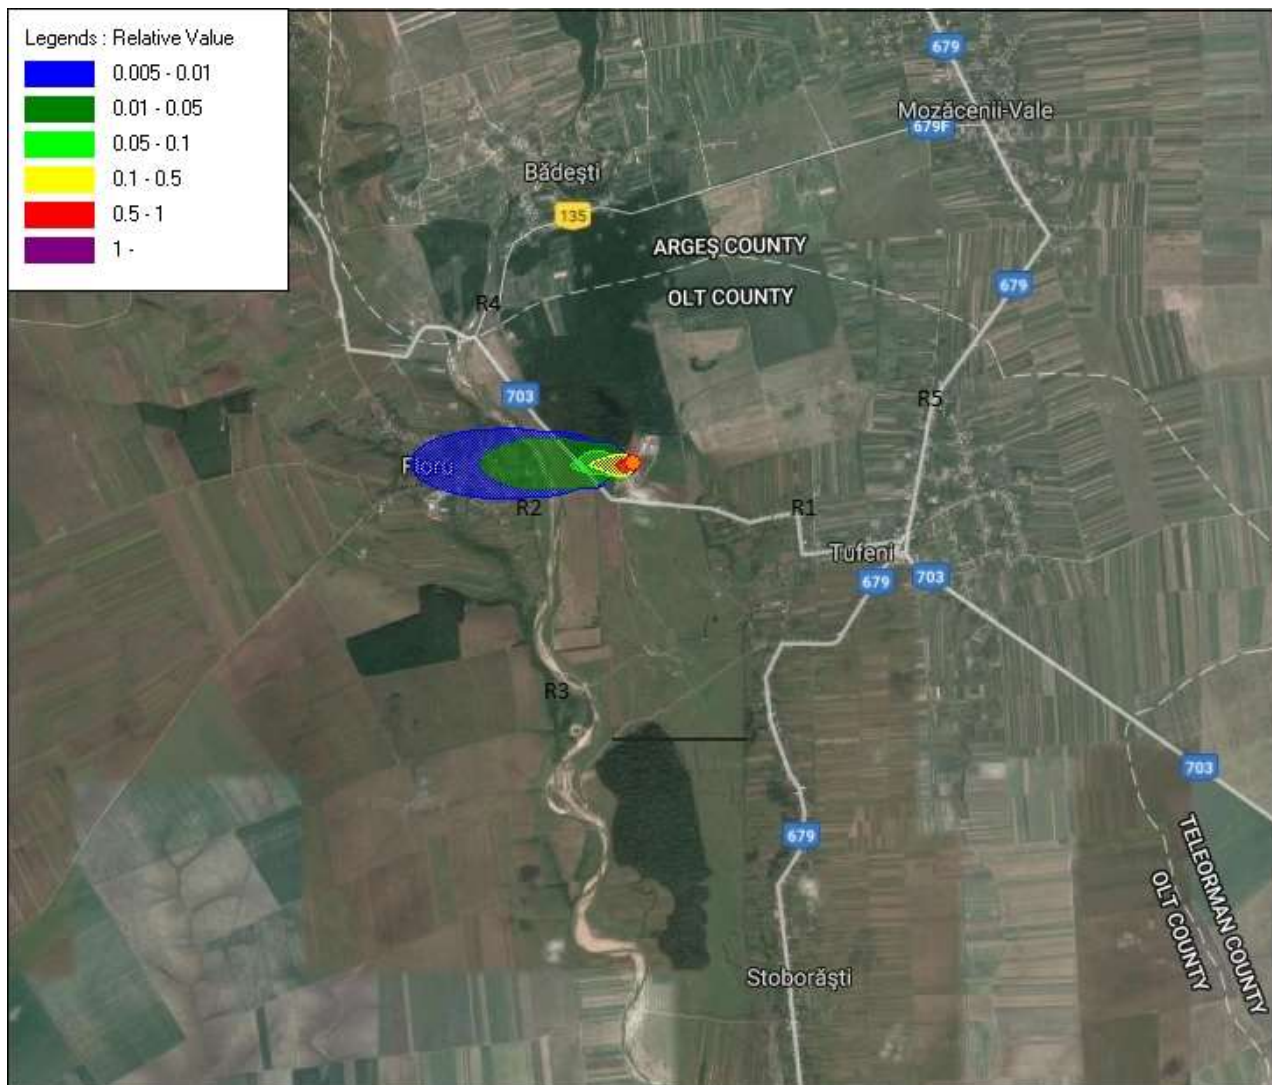 Legends : Relative Value
0.005 - 0.01
0.01 - 0.05
0.05 - 0.1
0.1 - 0.5
0.5 - 1
1 -
679
Mozăcenii-Vale
679F
Bădești
135
ARGEȘ COUNTY
OLT COUNTY
679
R4
703
R5
Floru
R2
R1
Tufeni
679
703
R3
703
679
TELEORMAN COUNTY
OLT COUNTY
Stoborăști